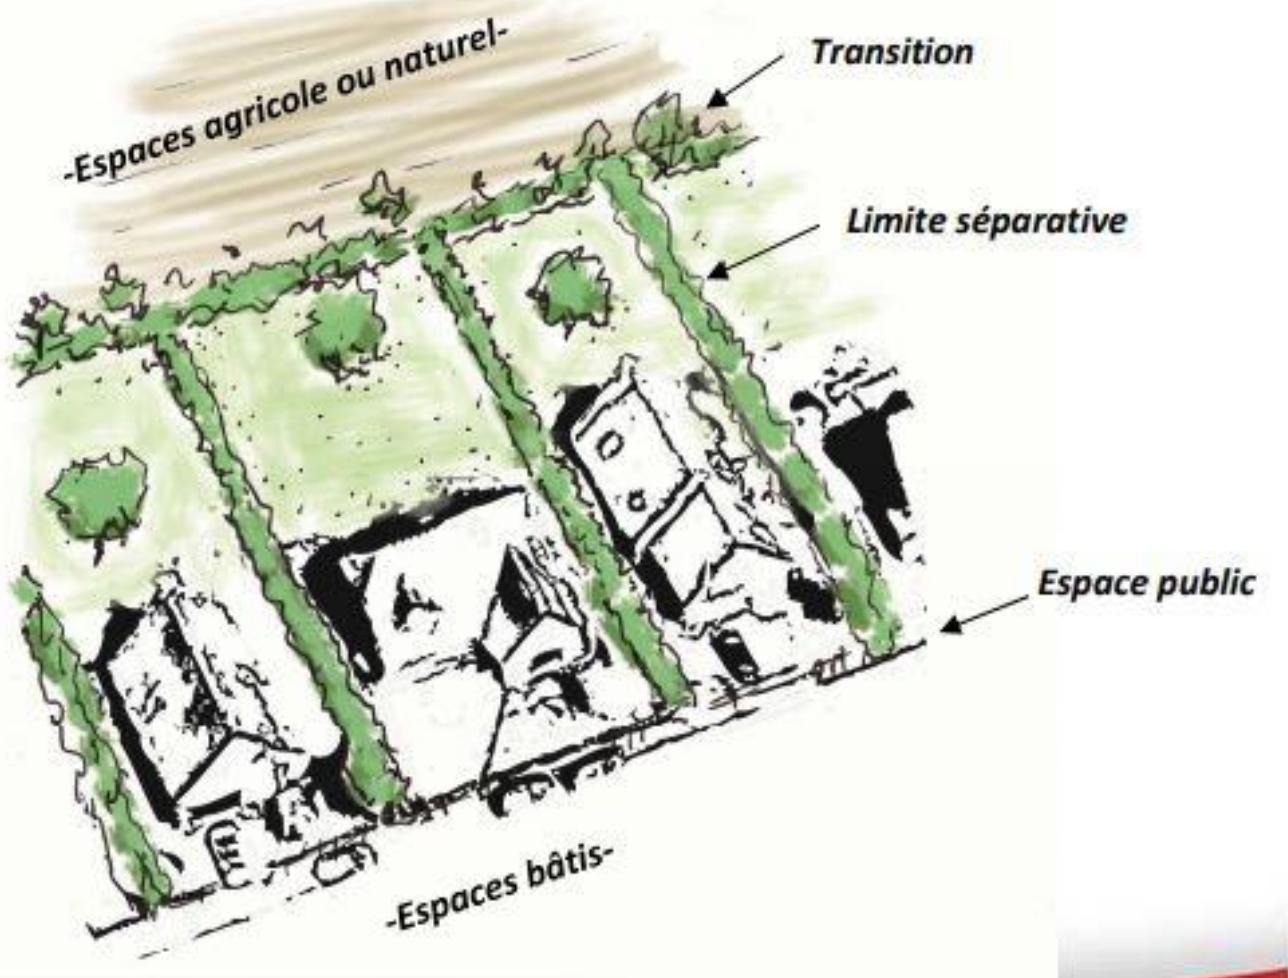 -Espaces agricole ou naturel-
Transition
Limite séparative
Espace public
-Espaces bâtis-